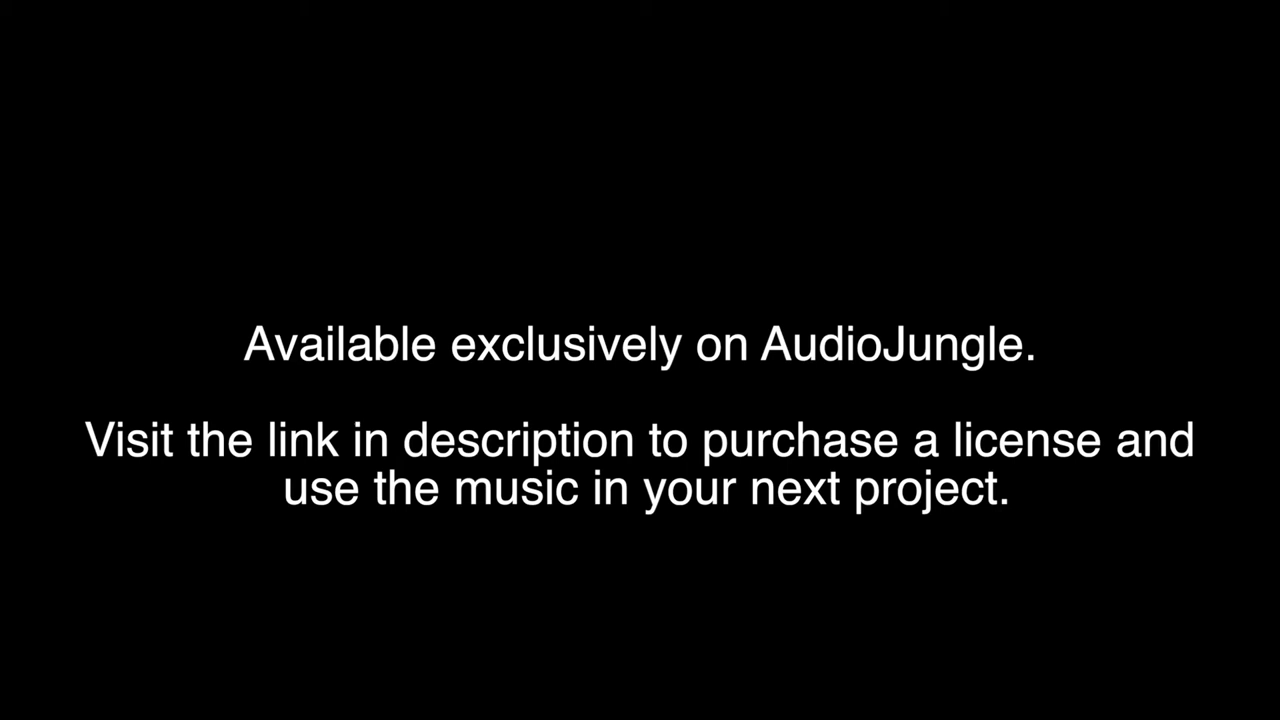 Available exclusively on AudioJungle.
Visit the link in description to purchase a license and
use the music in your next project.